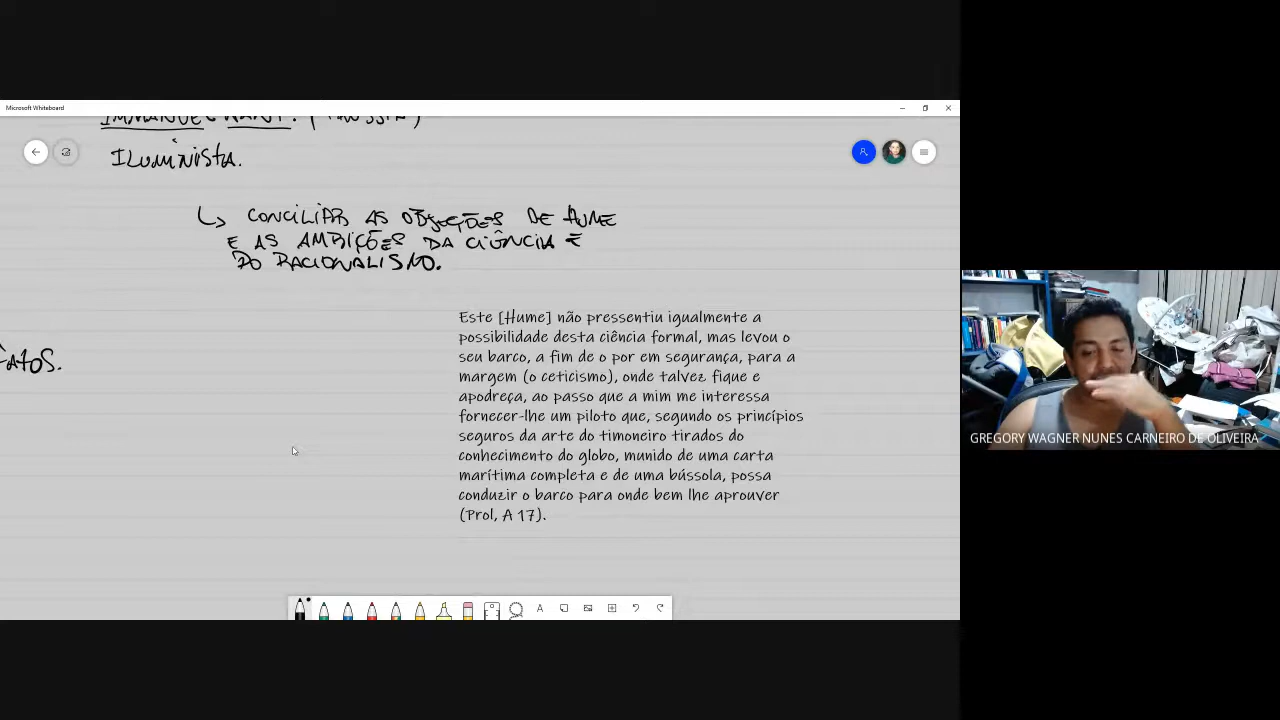 Microsoft Whiteboard
IMMANUEL KANT. (PRÚSSIA)
ILUMINISTA.
↳ CONCILIAR AS OBJEÇÕES DE HUME
E AS AMBIÇÕES DA CIÊNCIA E
DO RACIONALISMO.
Este [Hume] não pressentiu igualmente a
possibilidade desta ciência formal, mas levou o
seu barco, a fim de o por em segurança, para a
margem (o ceticismo), onde talvez fique e
apodreça, ao passo que a mim me interessa
fornecer-lhe um piloto que, segundo os princípios
seguros da arte do timoneiro tirados do
conhecimento do globo, munido de uma carta
marítima completa e de uma bússola, possa
conduzir o barco para onde bem lhe aprouver
(Prol, A 17).
FATOS.
A
GREGORY WAGNER NUNES CARNEIRO DE OLIVEIRA